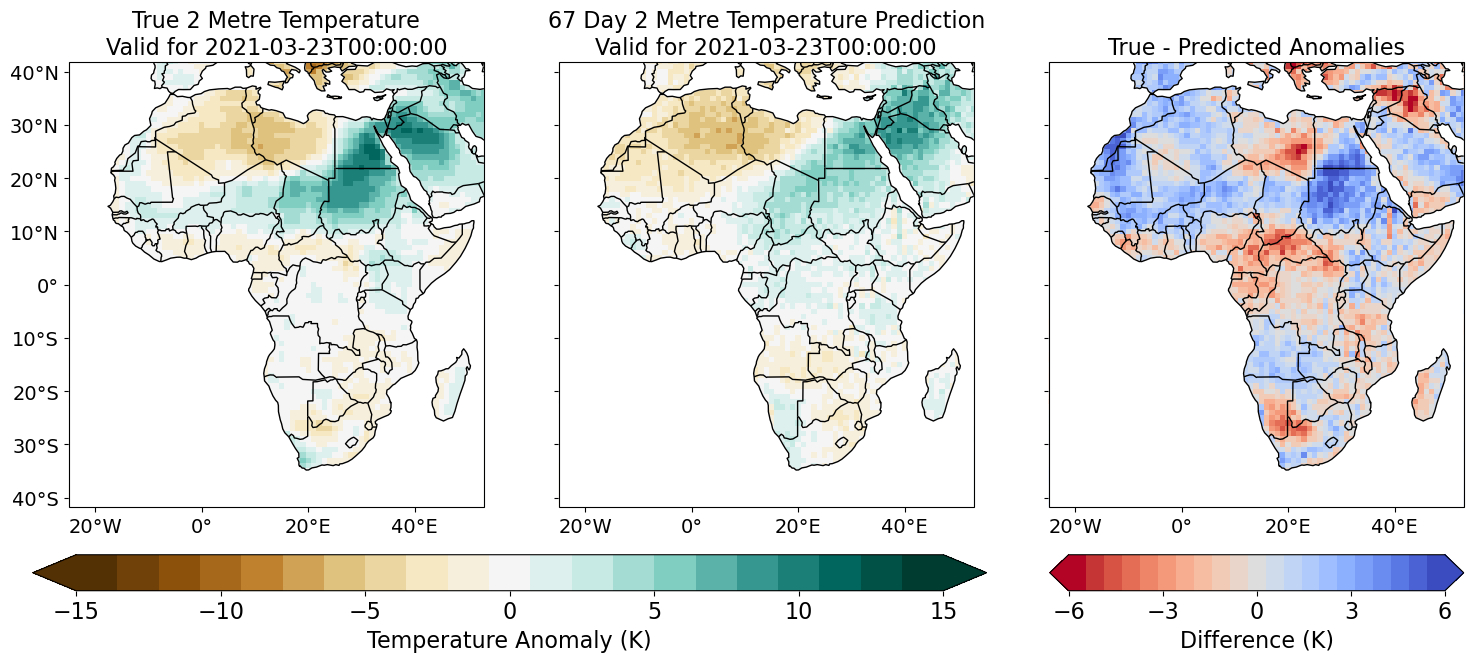 True 2 Metre Temperature
Valid for 2021-03-23T00:00:00
67 Day 2 Metre Temperature Prediction
Valid for 2021-03-23T00:00:00
True - Predicted Anomalies
40°N
30°N
20°N
10°N
0°
10°S
20°S
30°S
40°S
20°W 0° 20°E 40°E
20°W 0° 20°E 40°E
20°W 0° 20°E 40°E
−15 −10 −5 0 5 10 15
Temperature Anomaly (K)
−6 −3 0 3 6
Difference (K)